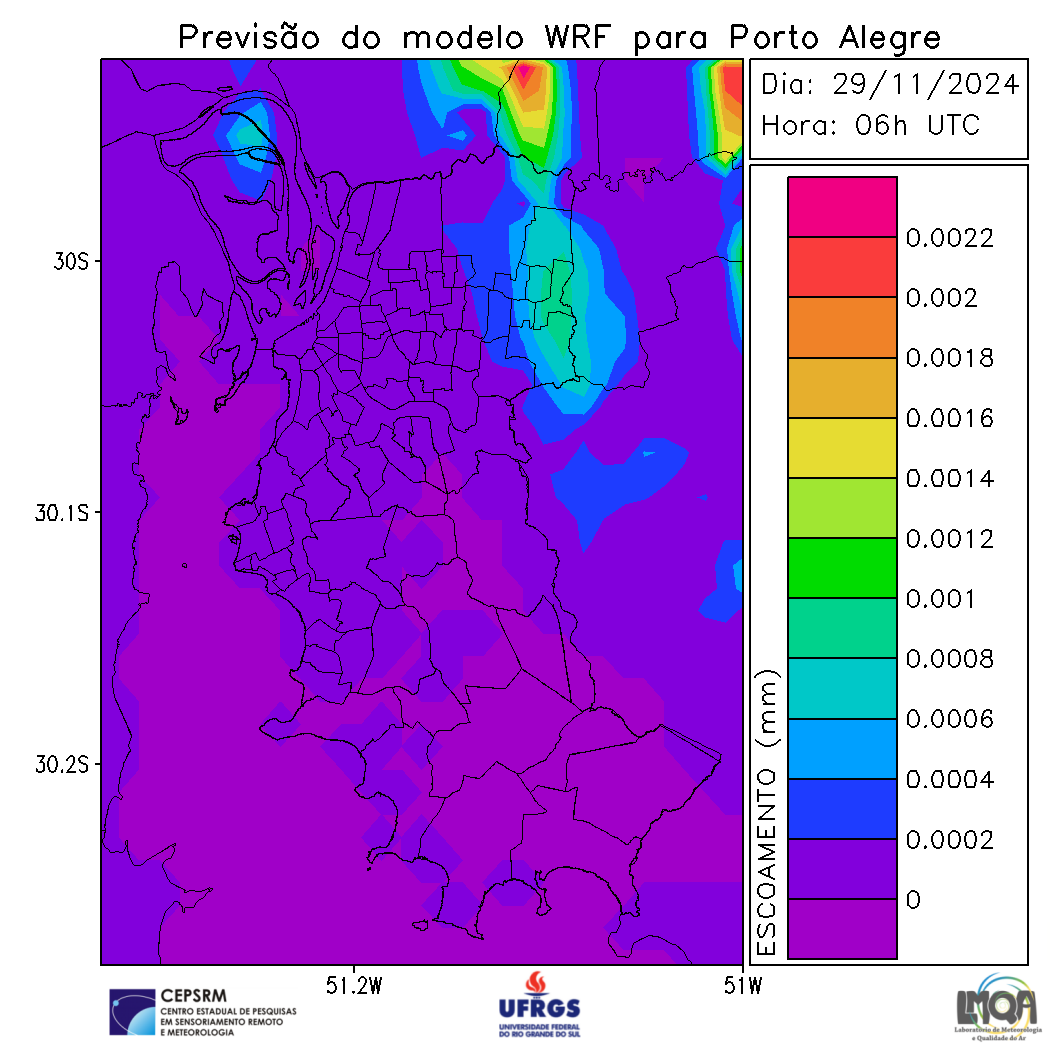 Previsão do modelo WRF para Porto Alegre
Dia: 29/11/2024
Hora: 06h UTC
ESCOAMENTO (mm)
0.0022
0.002
0.0018
0.0016
0.0014
0.0012
0.001
0.0008
0.0006
0.0004
0.0002
0
30S
30.1S
30.2S
51.2W
51W
CEPSRM
CENTRO ESTADUAL DE PESQUISAS
EM SENSORIAMENTO REMOTO
E METEOROLOGIA
UFRGS
UNIVERSIDADE FEDERAL
DO RIO GRANDE DO SUL
LMQA
Laboratório de Meteorologia
e Qualidade do Ar